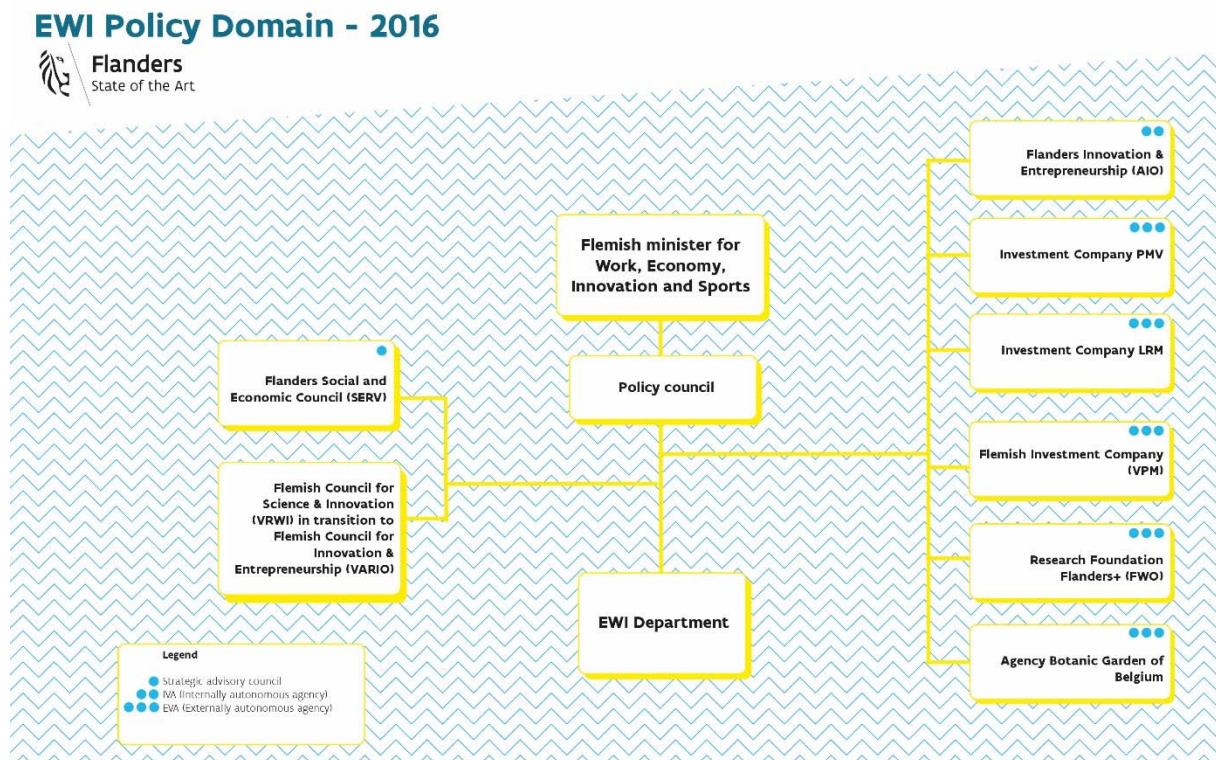 EWI Policy Domain - 2016
Flanders
State of the Art
Flanders Innovation &
Entrepreneurship (AIO)
Flemish minister for
Work, Economy,
Innovation and Sports
Investment Company PMV
Investment Company LRM
Policy council
Flanders Social and
Economic Council (SERV)
Flemish Investment Company
(VPM)
Flemish Council for
Science & Innovation
(VRWI) in transition to
Flemish Council for
Innovation &
Entrepreneurship (VARIO)
Research Foundation
Flanders+ (FWO)
EWI Department
Agency Botanic Garden of
Belgium
Legend
Strategic advisory council
IVA (Internally autonomous agency)
EVA (Externally autonomous agency)